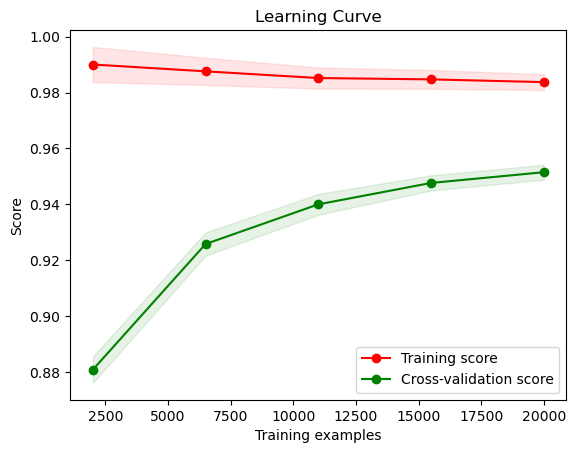 Learning Curve
1.00
0.98
0.96
0.94
0.92
0.90
0.88
Score
Training score
Cross-validation score
2500 5000 7500 10000 12500 15000 17500 20000
Training examples